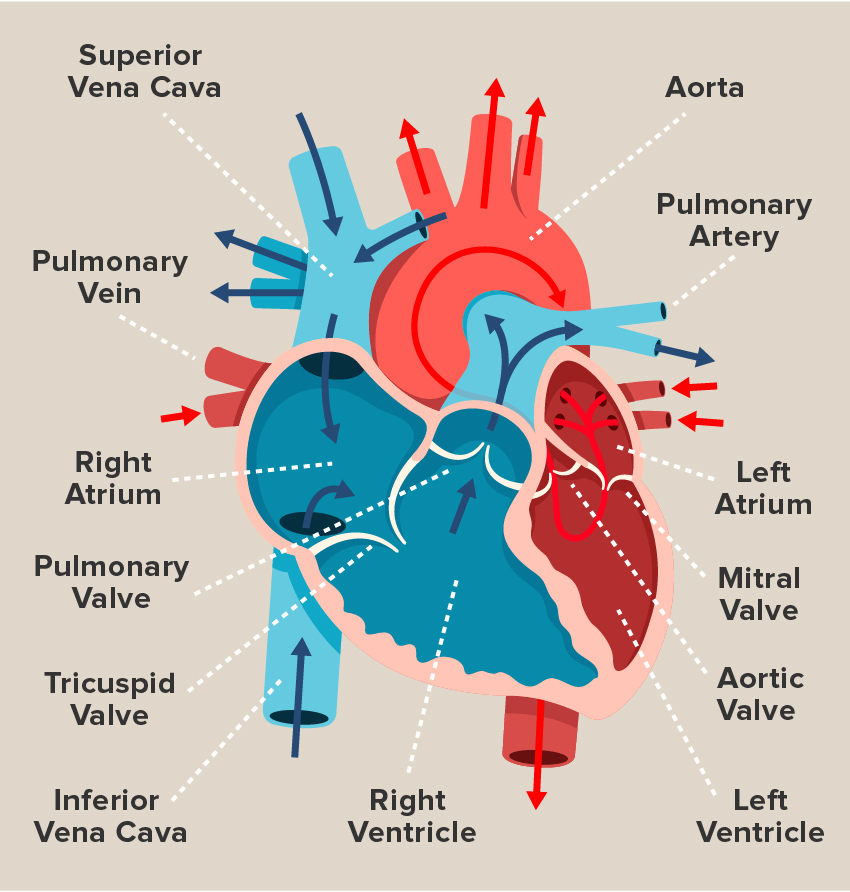 Superior
Vena Cava
Aorta
Pulmonary
Artery
Pulmonary
Vein
Right
Atrium
Left
Atrium
Pulmonary
Valve
Mitral
Valve
Tricuspid
Valve
Aortic
Valve
Inferior
Vena Cava
Right
Ventricle
Left
Ventricle